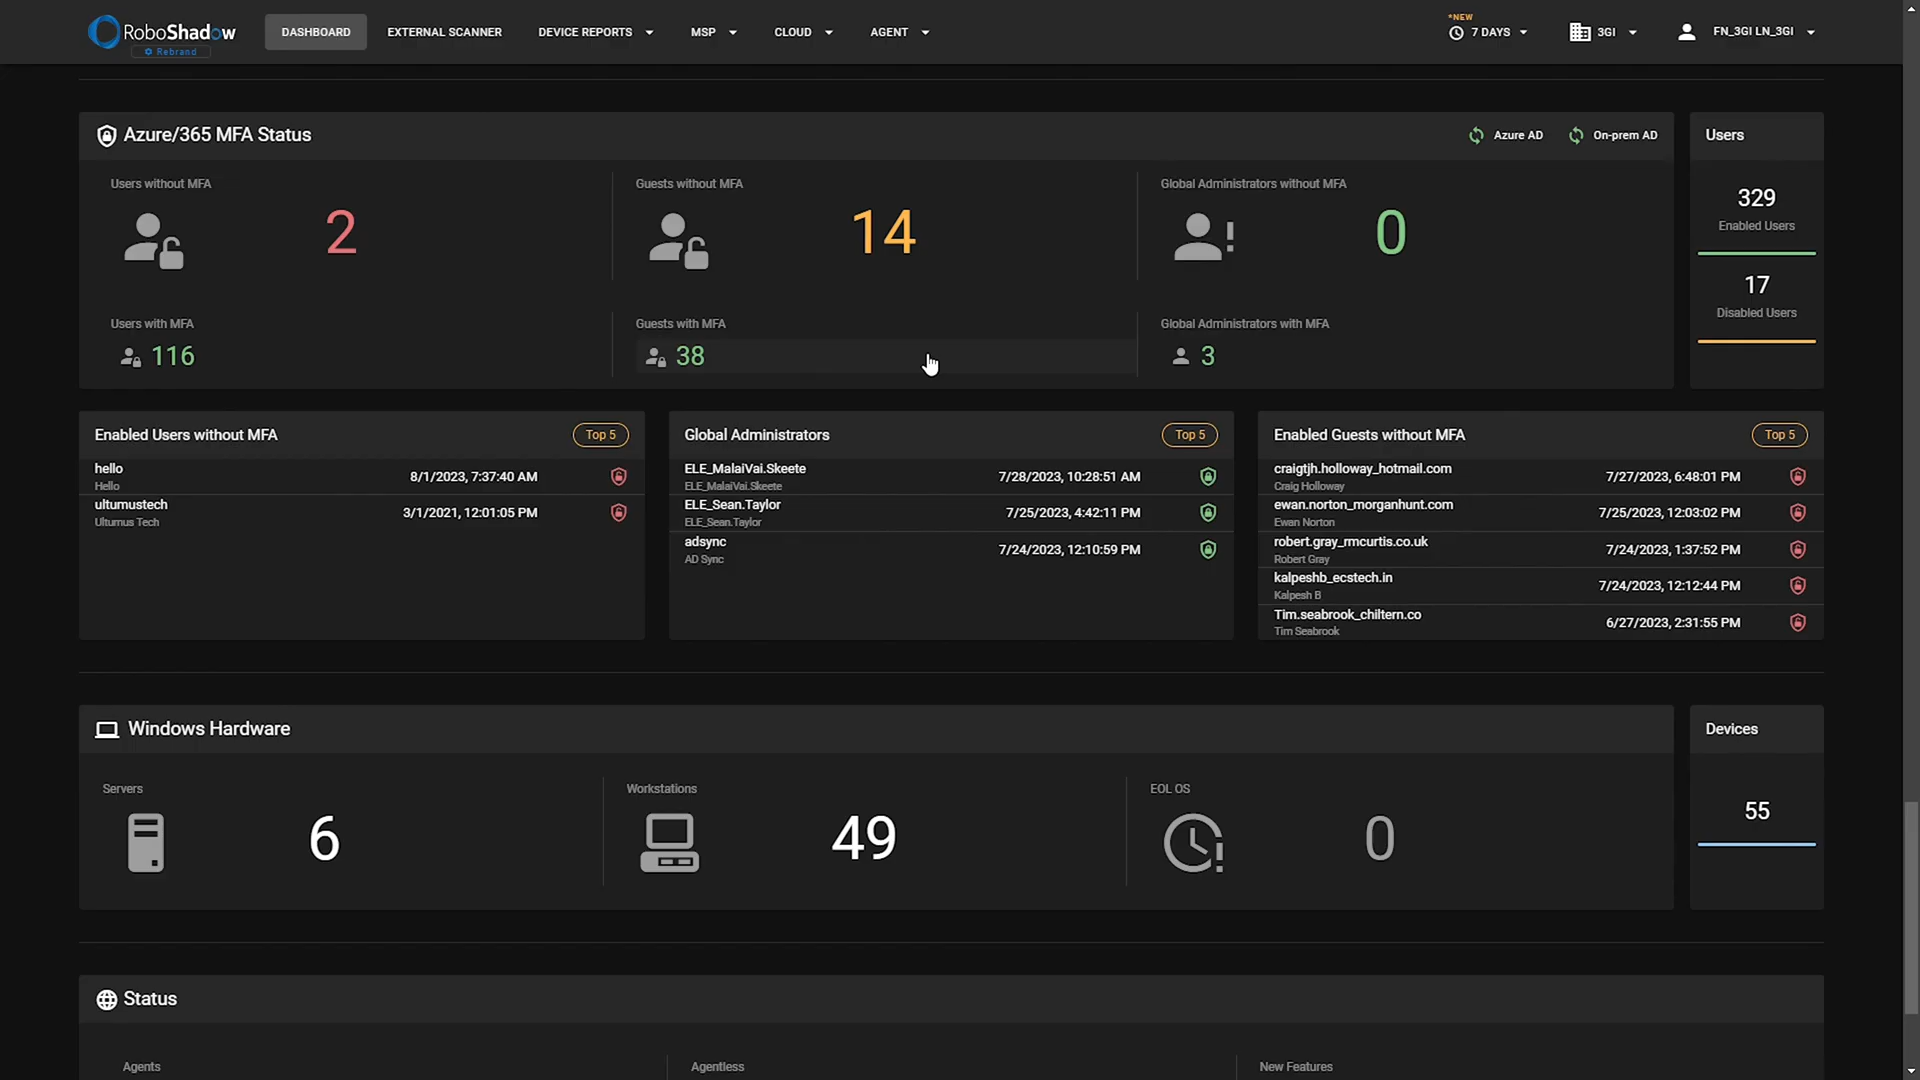 RoboShadow
Rebrand
DASHBOARD
EXTERNAL SCANNER
DEVICE REPORTS
MSP
CLOUD
AGENT
*NEW
7 DAYS
3GI
FN_3GI LN_3GI
Azure/365 MFA Status
Azure AD
On-prem AD
Users
Users without MFA
2
Guests without MFA
14
Global Administrators without MFA
0
329
Enabled Users
17
Disabled Users
Users with MFA
116
Guests with MFA
38
Global Administrators with MFA
3
Enabled Users without MFA
Top 5
hello
Hello
8/1/2023, 7:37:40 AM
ultumustech
Ultumus Tech
3/1/2021, 12:01:05 PM
Global Administrators
Top 5
ELE_MalaiVai.Skeete
ELE_MalaiVai.Skeete
7/28/2023, 10:28:51 AM
ELE_Sean.Taylor
ELE_Sean.Taylor
7/25/2023, 4:42:11 PM
adsync
AD Sync
7/24/2023, 12:10:59 PM
Enabled Guests without MFA
Top 5
craigtjh.holloway_hotmail.com
Craig Holloway
7/27/2023, 6:48:01 PM
ewan.norton_morganhunt.com
Ewan Norton
7/25/2023, 12:03:02 PM
robert.gray_rmcurtis.co.uk
Robert Gray
7/24/2023, 1:37:52 PM
kalpeshb_ecstech.in
Kalpesh B
7/24/2023, 12:12:44 PM
Tim.seabrook_chiltern.co
Tim Seabrook
6/27/2023, 2:31:55 PM
Windows Hardware
Devices
Servers
6
Workstations
49
EOL OS
0
55
Status
Agents
Agentless
New Features